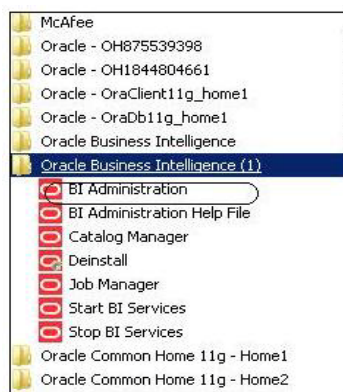 McAfee
Oracle - OH875539398
Oracle - OH1844804661
Oracle - OraClient11g_home1
Oracle - OraDb11g_home1
Oracle Business Intelligence
Oracle Business Intelligence (1)
BI Administration
BI Administration Help File
Catalog Manager
Deinstall
Job Manager
Start BI Services
Stop BI Services
Oracle Common Home 11g - Home1
Oracle Common Home 11g - Home2